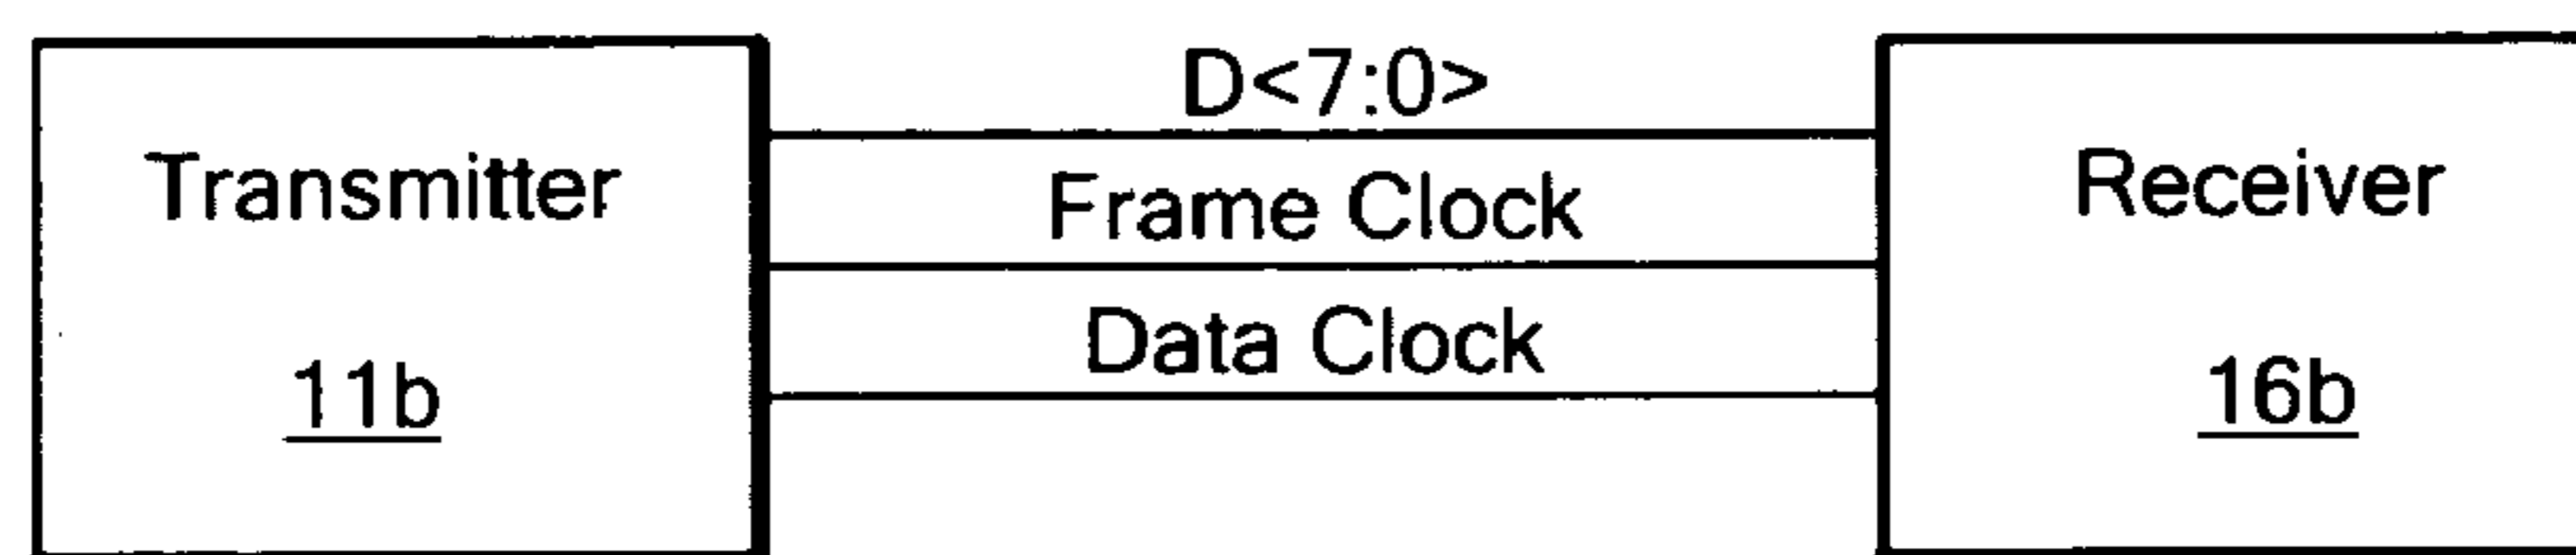 D<7:0>
Transmitter
Frame Clock
Receiver
Data Clock
11b
16b